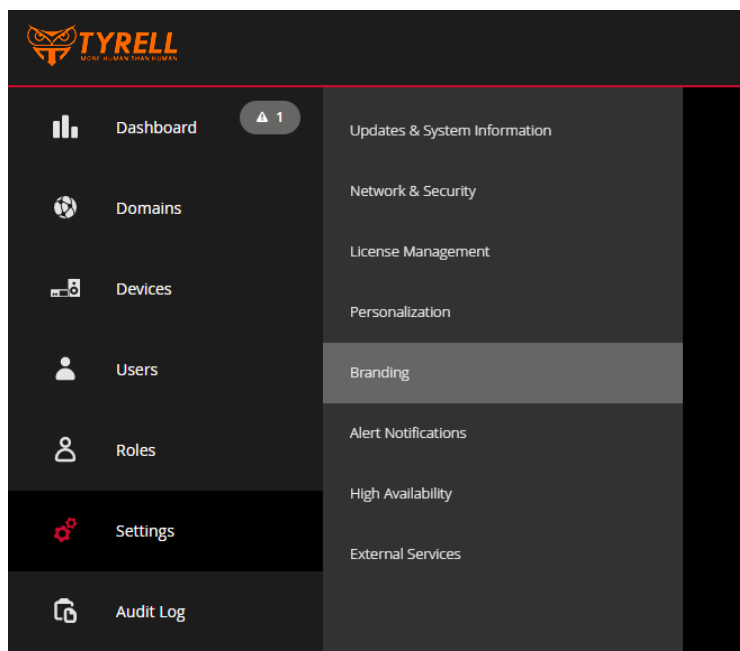 TYRELL
MORE HUMAN THAN HUMAN
Dashboard
1
Domains
Devices
Users
Roles
Settings
Audit Log
Updates & System Information
Network & Security
License Management
Personalization
Branding
Alert Notifications
High Availability
External Services